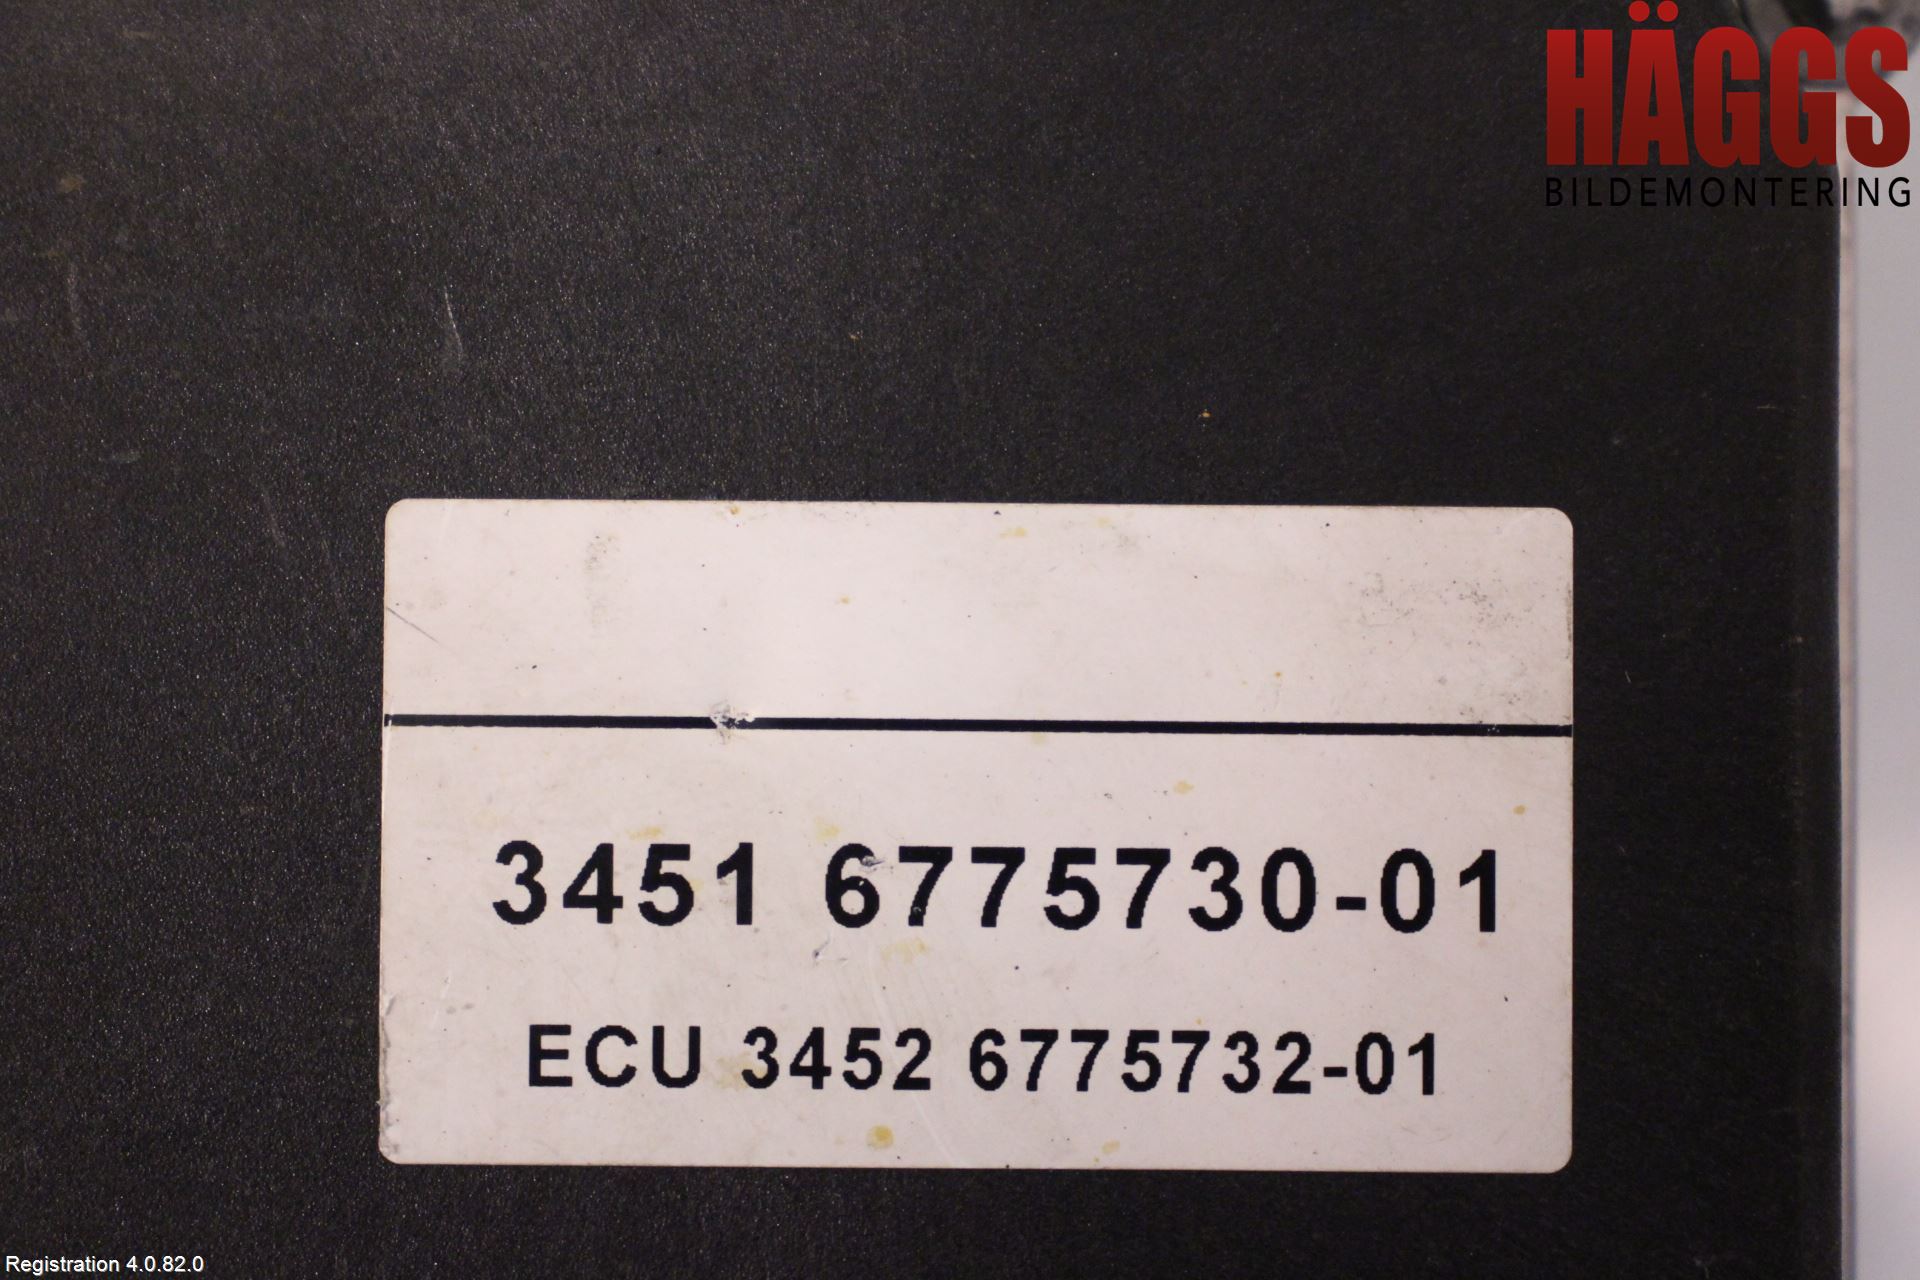 HÄGGS
BILDEMONTERING
3451 6775730-01
ECU 3452 6775732-01
Registration 4.0.82.0